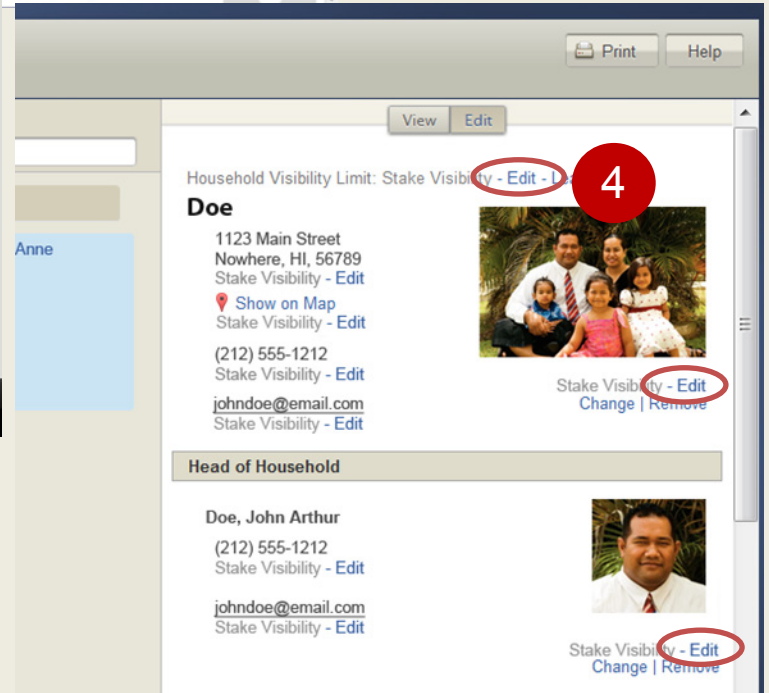 Print
Help
View
Edit
Household Visibility Limit: Stake Visibility - Edit -
4
Doe
Anne
1123 Main Street
Nowhere, HI, 56789
Stake Visibility - Edit
Show on Map
Stake Visibility - Edit
(212) 555-1212
Stake Visibility - Edit
johndoe@email.com
Stake Visibility - Edit
Stake Visibility - Edit
Change | Remove
Head of Household
Doe, John Arthur
(212) 555-1212
Stake Visibility - Edit
johndoe@email.com
Stake Visibility - Edit
Stake Visibility - Edit
Change | Remove